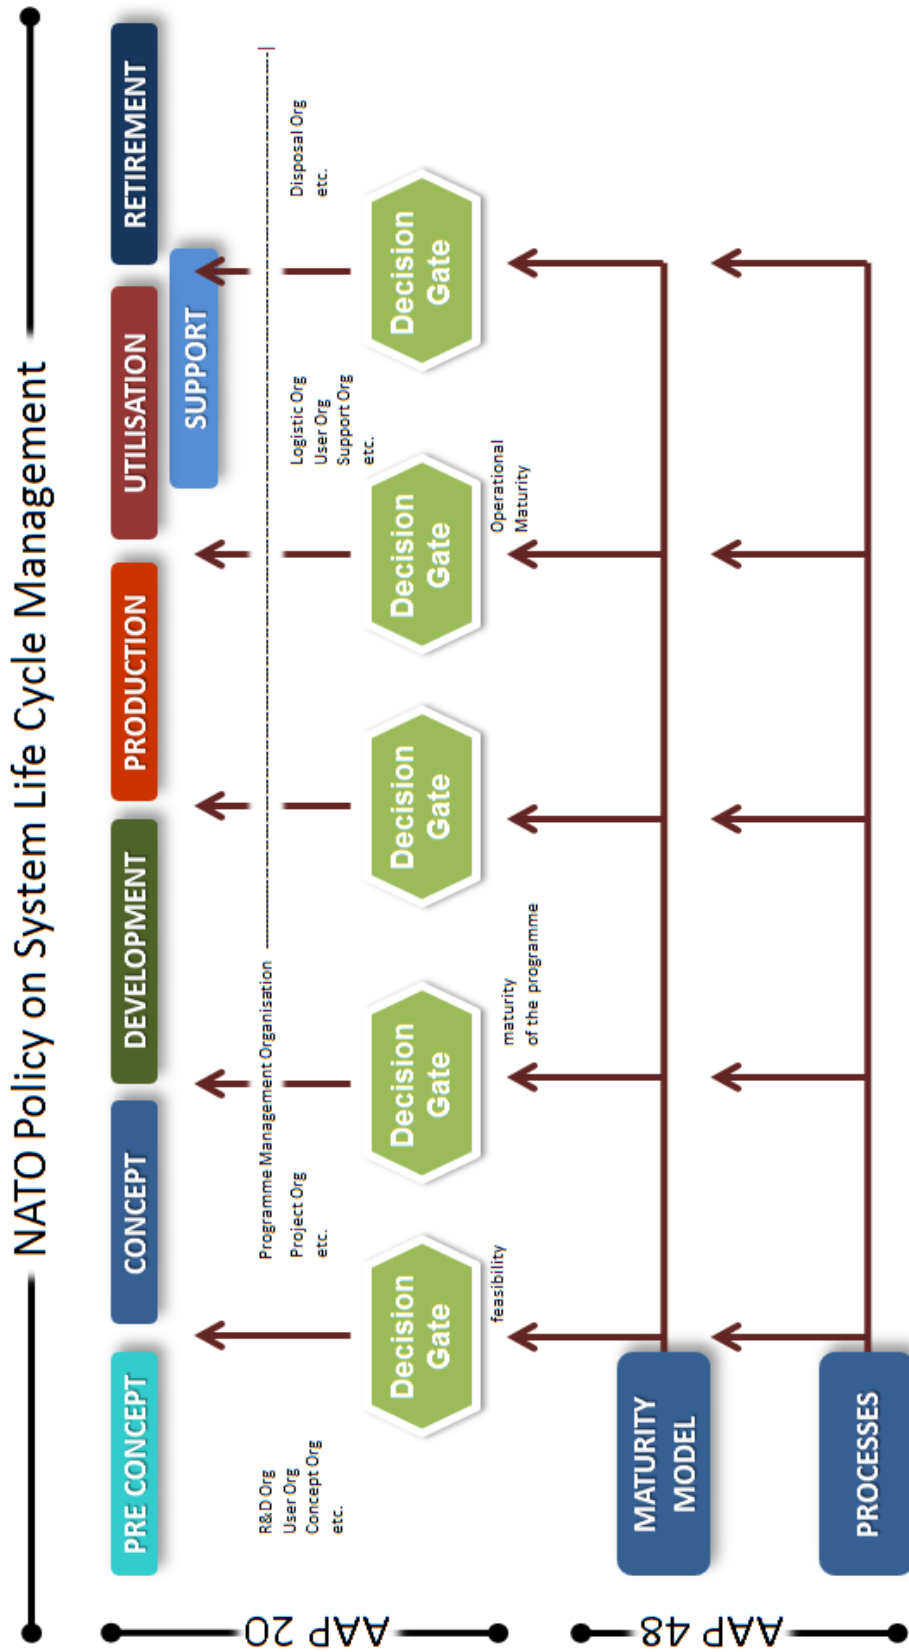 NATO Policy on System Life Cycle Management
PRE CONCEPT
CONCEPT
DEVELOPMENT
PRODUCTION
UTILISATION
RETIREMENT
SUPPORT
AAP 20
R&D Org
User Org
Concept Org
etc.
Programme Management Organisation
Project Org
etc.
Logistic Org
User Org
Support Org
etc.
Disposal Org
etc.
Decision
Gate
Decision
Gate
Decision
Gate
Decision
Gate
Decision
Gate
feasibility
maturity
of the programme
Operational
Maturity
AAP 48
MATURITY
MODEL
PROCESSES